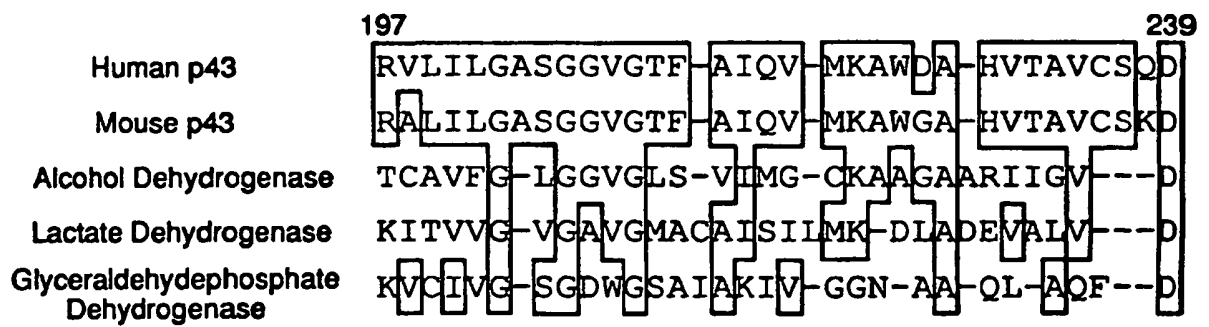 197 239
Human p43 RVLILGASGGVGTF-AIQV-MKAWDA-HVTAVCSQD
Mouse p43 RALILGASGGVGTF-AIQV-MKAWGA-HVTAVCSKD
Alcohol Dehydrogenase TCAVFG-LGGVGLS-VIMG-CKAAGAARIIGV---D
Lactate Dehydrogenase KITVVG-VGAVGMACAISILMK-DLADEVALV---D
Glyceraldehydephosphate
Dehydrogenase KVCIVG-SGDWGSAIAKIV-GGN-AA-QL-AQF--D